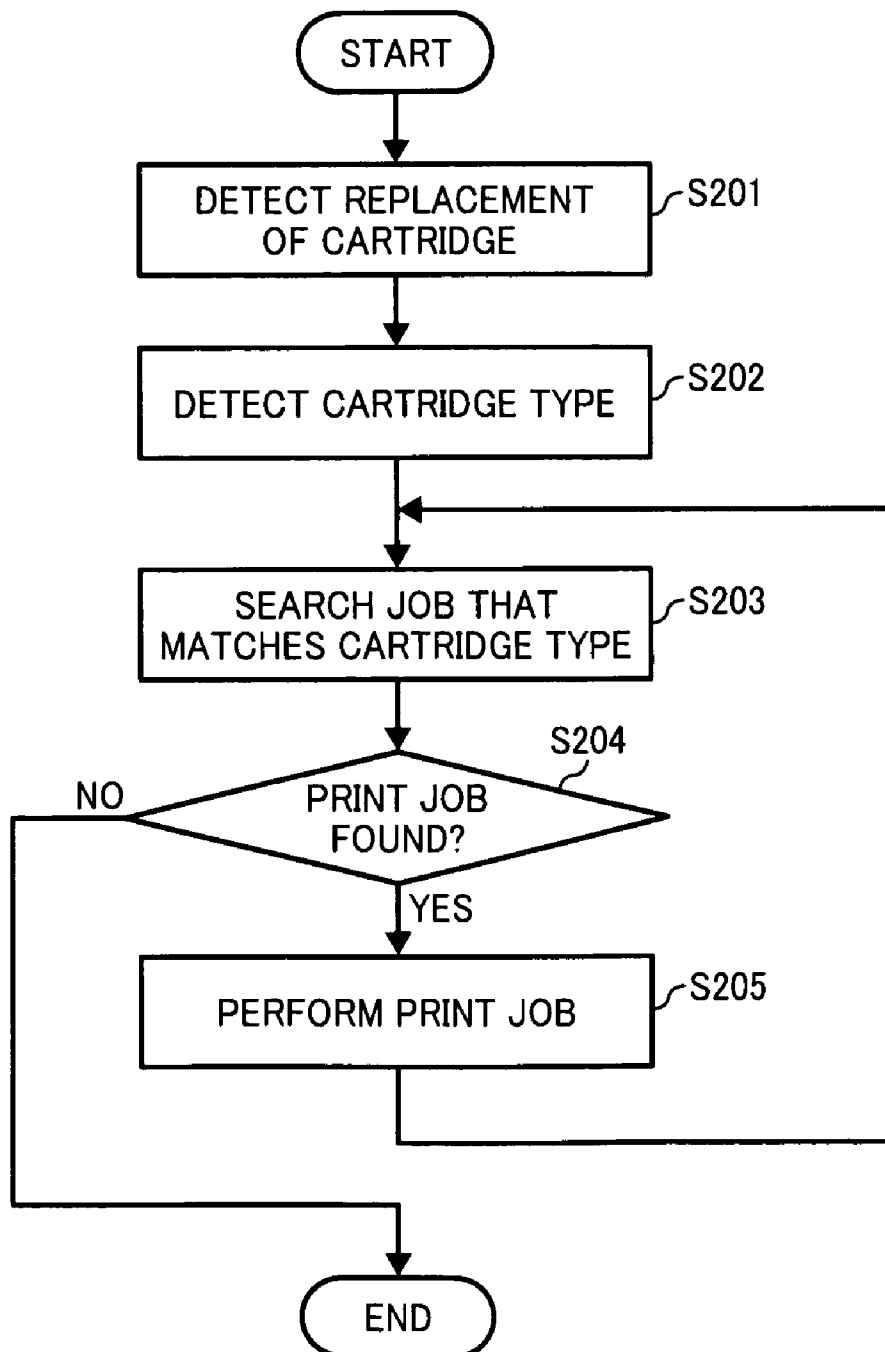 START
DETECT REPLACEMENT
OF CARTRIDGE
S201
DETECT CARTRIDGE TYPE
S202
SEARCH JOB THAT
MATCHES CARTRIDGE TYPE
S203
S204
NO
PRINT JOB
FOUND?
YES
PERFORM PRINT JOB
S205
END